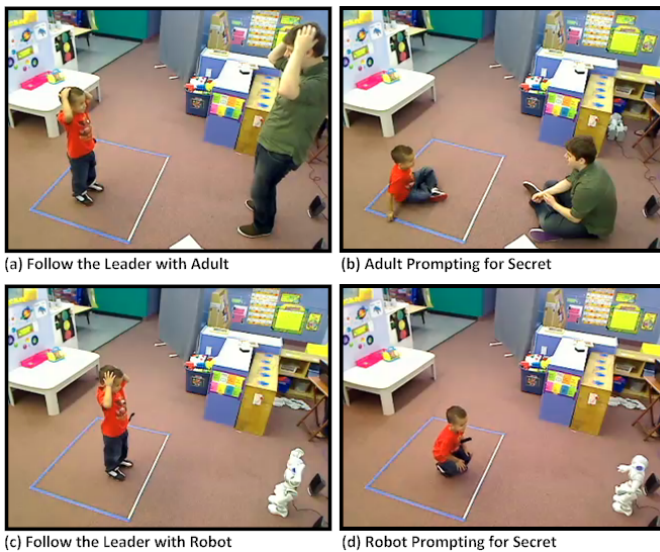 (a) Follow the Leader with Adult
(b) Adult Prompting for Secret
(c) Follow the Leader with Robot
(d) Robot Prompting for Secret